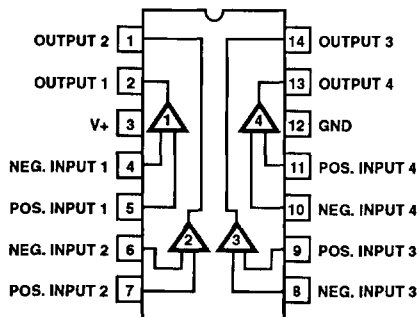 OUTPUT 2 1 14 OUTPUT 3
OUTPUT 1 2 13 OUTPUT 4
V+ 3 1 4 12 GND
NEG. INPUT 1 4 11 POS. INPUT 4
POS. INPUT 1 5 10 NEG. INPUT 4
NEG. INPUT 2 6 2 3 9 POS. INPUT 3
POS. INPUT 2 7 8 NEG. INPUT 3